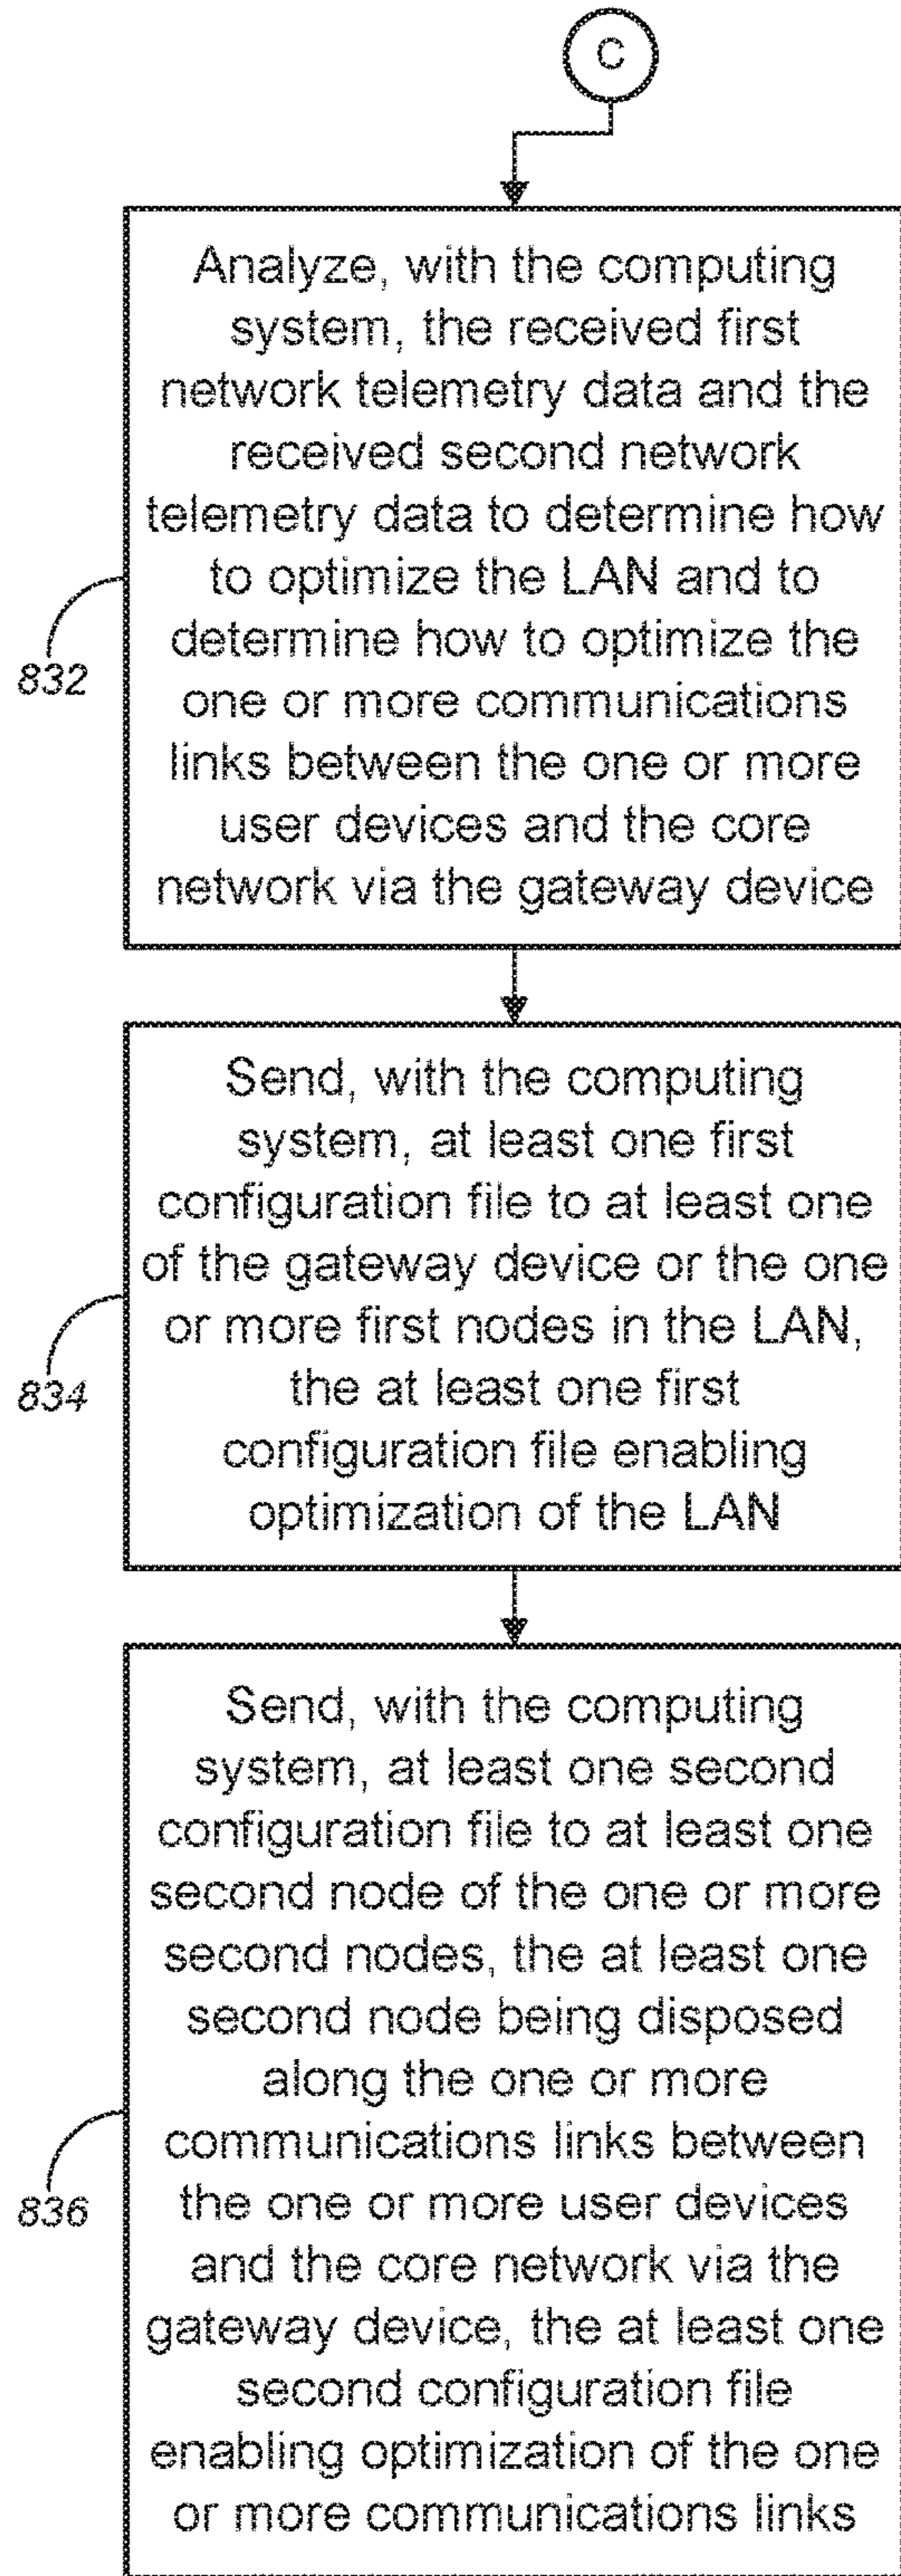 C
Analyze, with the computing
system, the received first
network telemetry data and the
received second network
telemetry data to determine how
to optimize the LAN and to
determine how to optimize the
one or more communications
links between the one or more
user devices and the core
network via the gateway device
832
Send, with the computing
system, at least one first
configuration file to at least one
of the gateway device or the one
or more first nodes in the LAN,
the at least one first
configuration file enabling
optimization of the LAN
834
Send, with the computing
system, at least one second
configuration file to at least one
second node of the one or more
second nodes, the at least one
second node being disposed
along the one or more
communications links between
the one or more user devices
and the core network via the
gateway device, the at least one
second configuration file
enabling optimization of the one
or more communications links
836